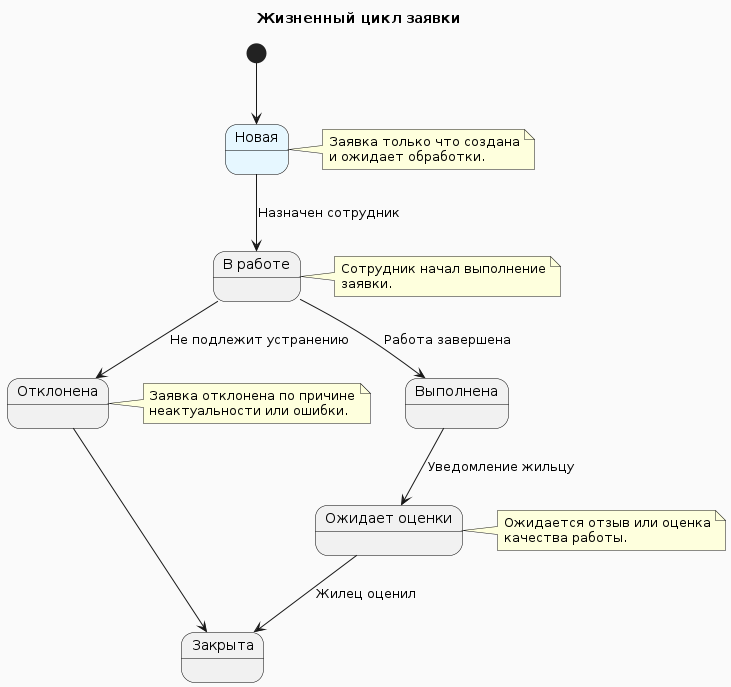 Жизненный цикл заявки
Новая
Заявка только что создана
и ожидает обработки.
Назначен сотрудник
В работе
Сотрудник начал выполнение
заявки.
Не подлежит устранению
Работа завершена
Отклонена
Заявка отклонена по причине
неактуальности или ошибки.
Выполнена
Уведомление жильцу
Ожидает оценки
Ожидается отзыв или оценка
качества работы.
Жилец оценил
Закрыта